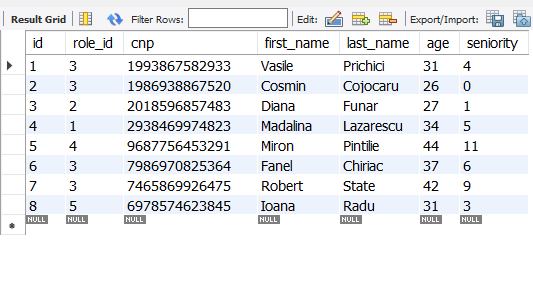 Result Grid Filter Rows: Edit: Export/Import:
id role_id cnp first_name last_name age seniority
1 3 1993867582933 Vasile Prichici 31 4
2 3 1986938867520 Cosmin Cojocaru 26 0
3 2 2018596857483 Diana Funar 27 1
4 1 2938469974823 Madalina Lazarescu 34 5
5 4 9687756453291 Miron Pintilie 44 11
6 3 7986970825364 Fanel Chiriac 37 6
7 3 7465869926475 Robert State 42 9
8 5 6978574623845 Ioana Radu 31 3
NULL NULL NULL NULL NULL NULL NULL